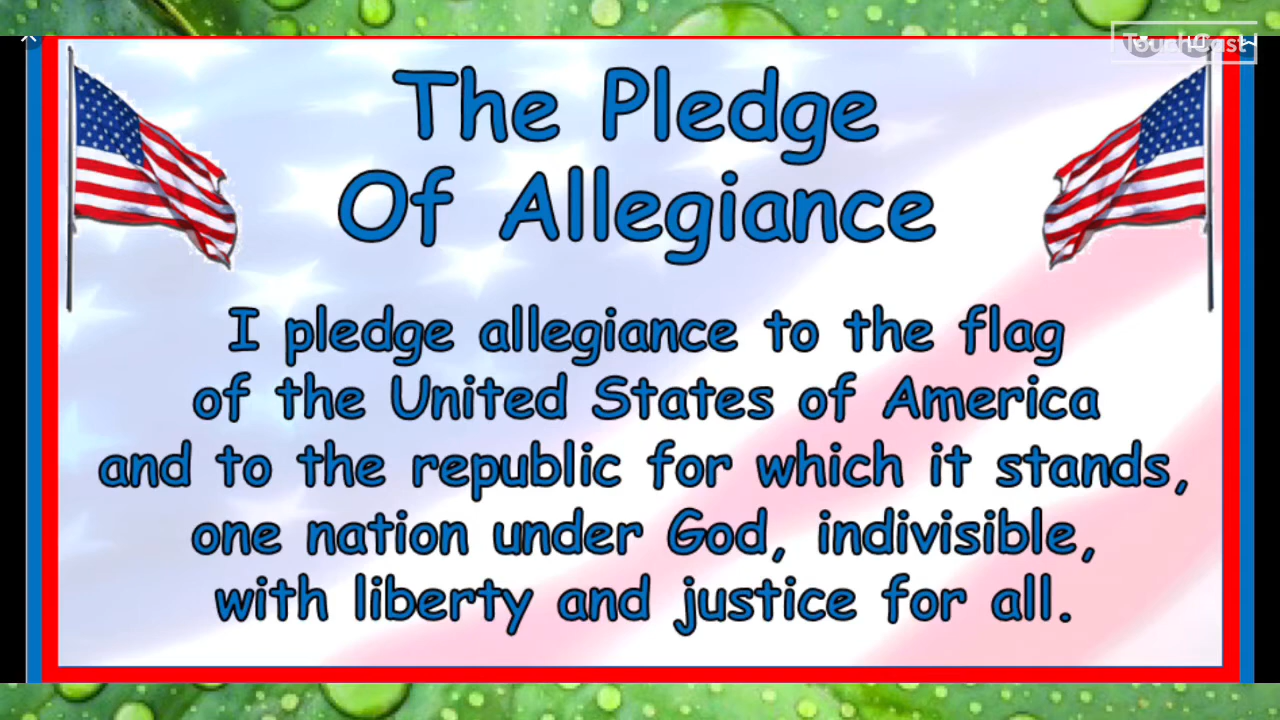 TouchCast
The Pledge
Of Allegiance
I pledge allegiance to the flag
of the United States of America
and to the republic for which it stands,
one nation under God, indivisible,
with liberty and justice for all.